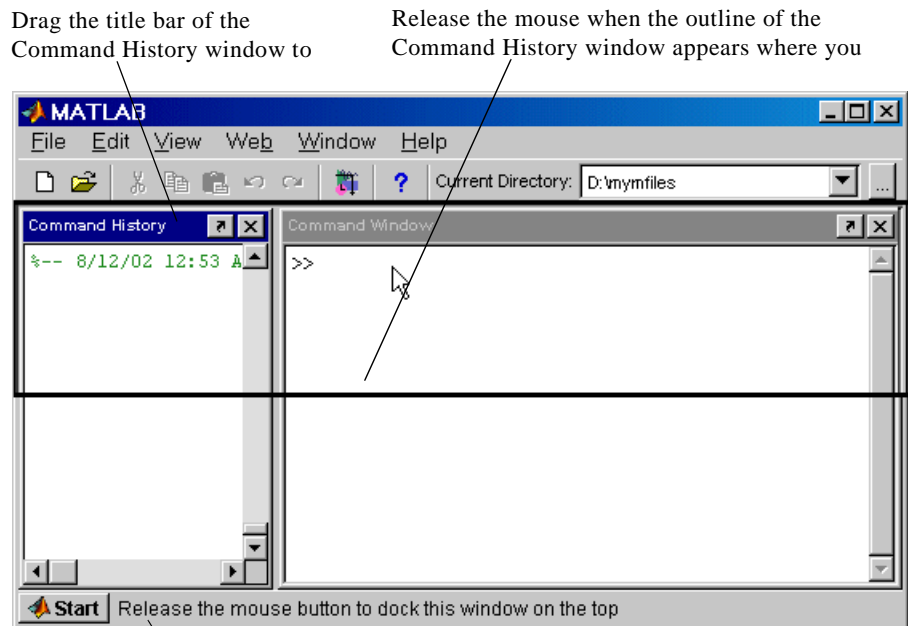 Drag the title bar of the
Command History window to
Release the mouse when the outline of the
Command History window appears where you
MATLAB
File Edit View Web Window Help
? Current Directory: D:\mymfiles ...
Command History
Command Window
%-- 8/12/02 12:53 A
>>
Start Release the mouse button to dock this window on the top